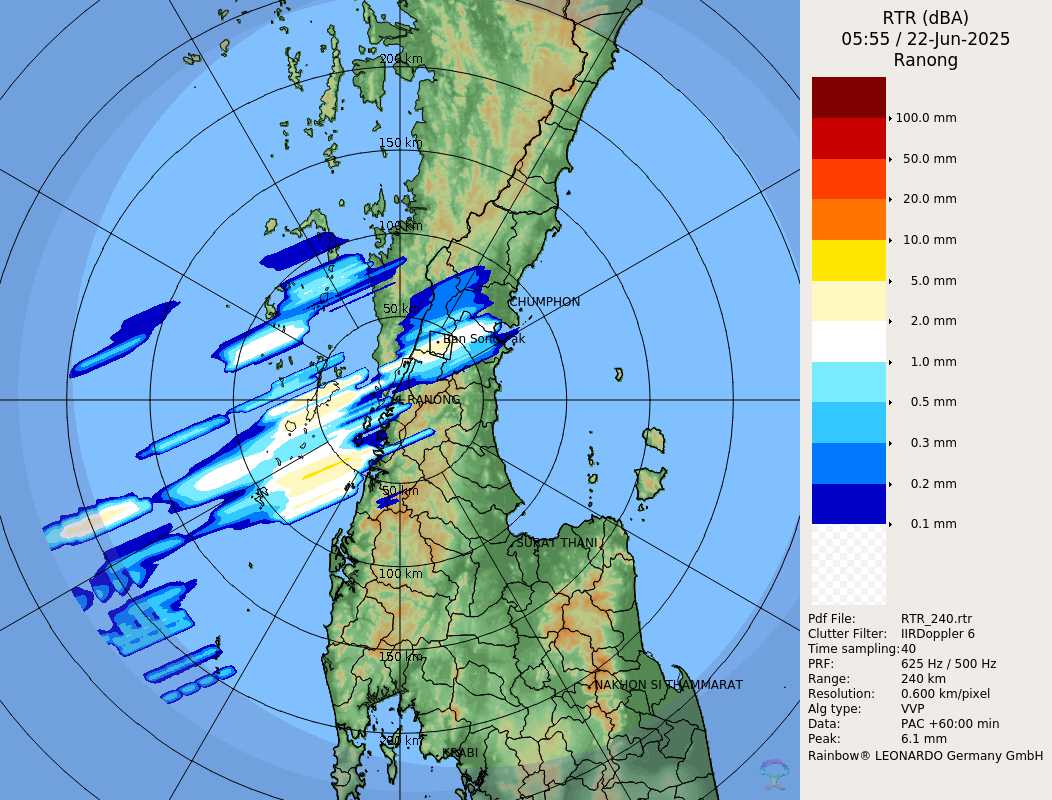 RTR (dBA)
05:55 / 22-Jun-2025
Ranong
100.0 mm
50.0 mm
20.0 mm
10.0 mm
5.0 mm
2.0 mm
1.0 mm
0.5 mm
0.3 mm
0.2 mm
0.1 mm
Pdf File: RTR_240.rtr
Clutter Filter: IIRDoppler 6
Time sampling: 40
PRF: 625 Hz / 500 Hz
Range: 240 km
Resolution: 0.600 km/pixel
Alg type: VVP
Data: PAC +60:00 min
Peak: 6.1 mm
Rainbow® LEONARDO Germany GmbH
200 km
150 km
100 km
50 km
CHUMPHON
RANONG
50 km
SURAT THANI
100 km
150 km
NAKHON SI THAMMARAT
200 km
KRABI